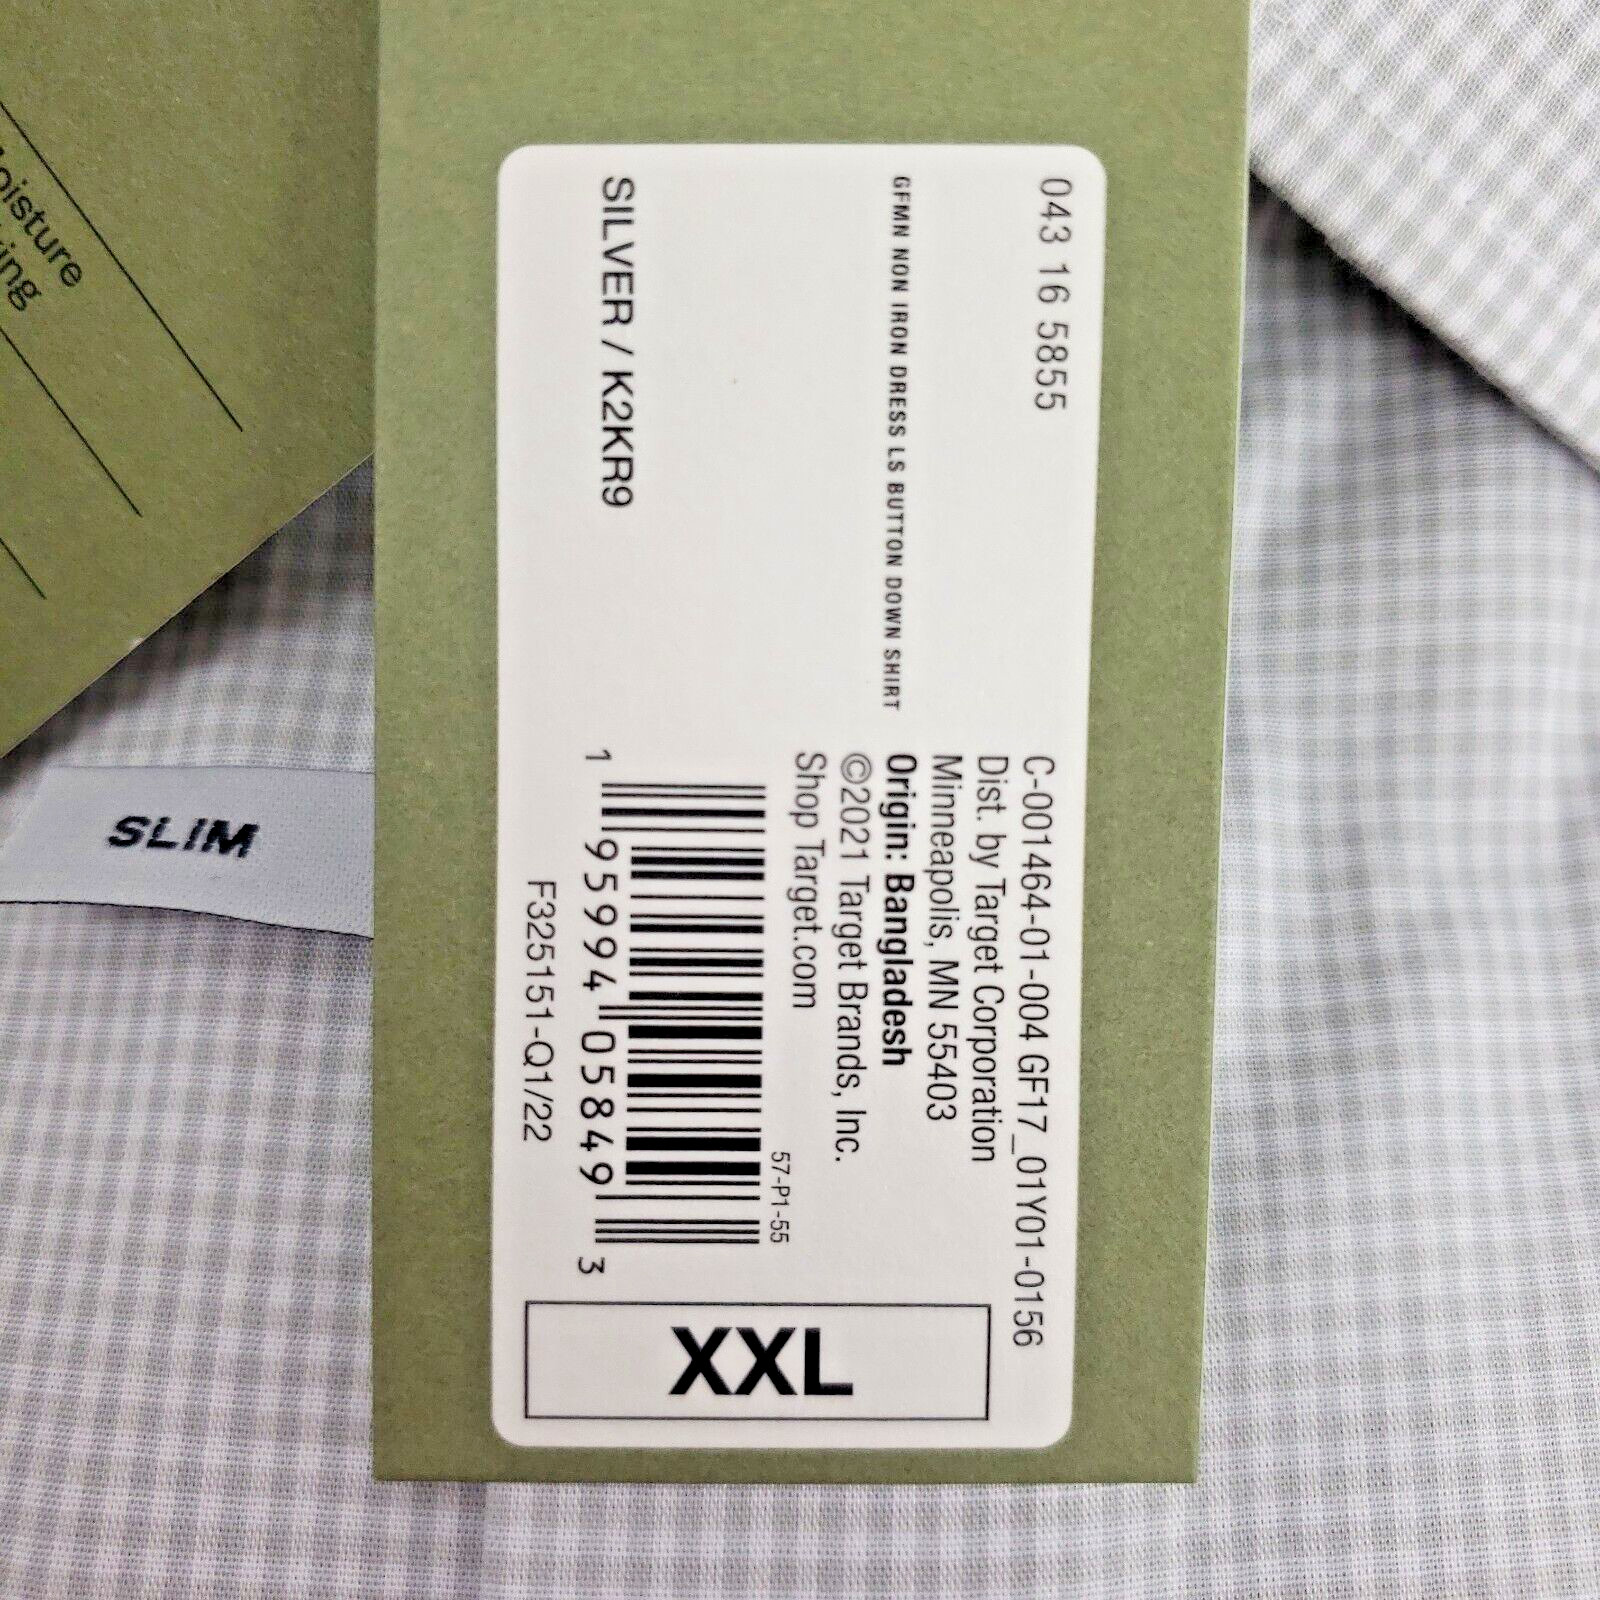 oisture
ing
SLIM
043 16 5855
GFMN NON IRON DRESS LS BUTTON DOWN SHIRT
SILVER / K2KR9
C-001464-01-004 GF17_01Y01-0156
Dist. by Target Corporation
Minneapolis, MN 55403
Origin: Bangladesh
©2021 Target Brands, Inc.
Shop Target.com
57-P1-55
1 95994 05849 3
F325151-Q1/22
XXL